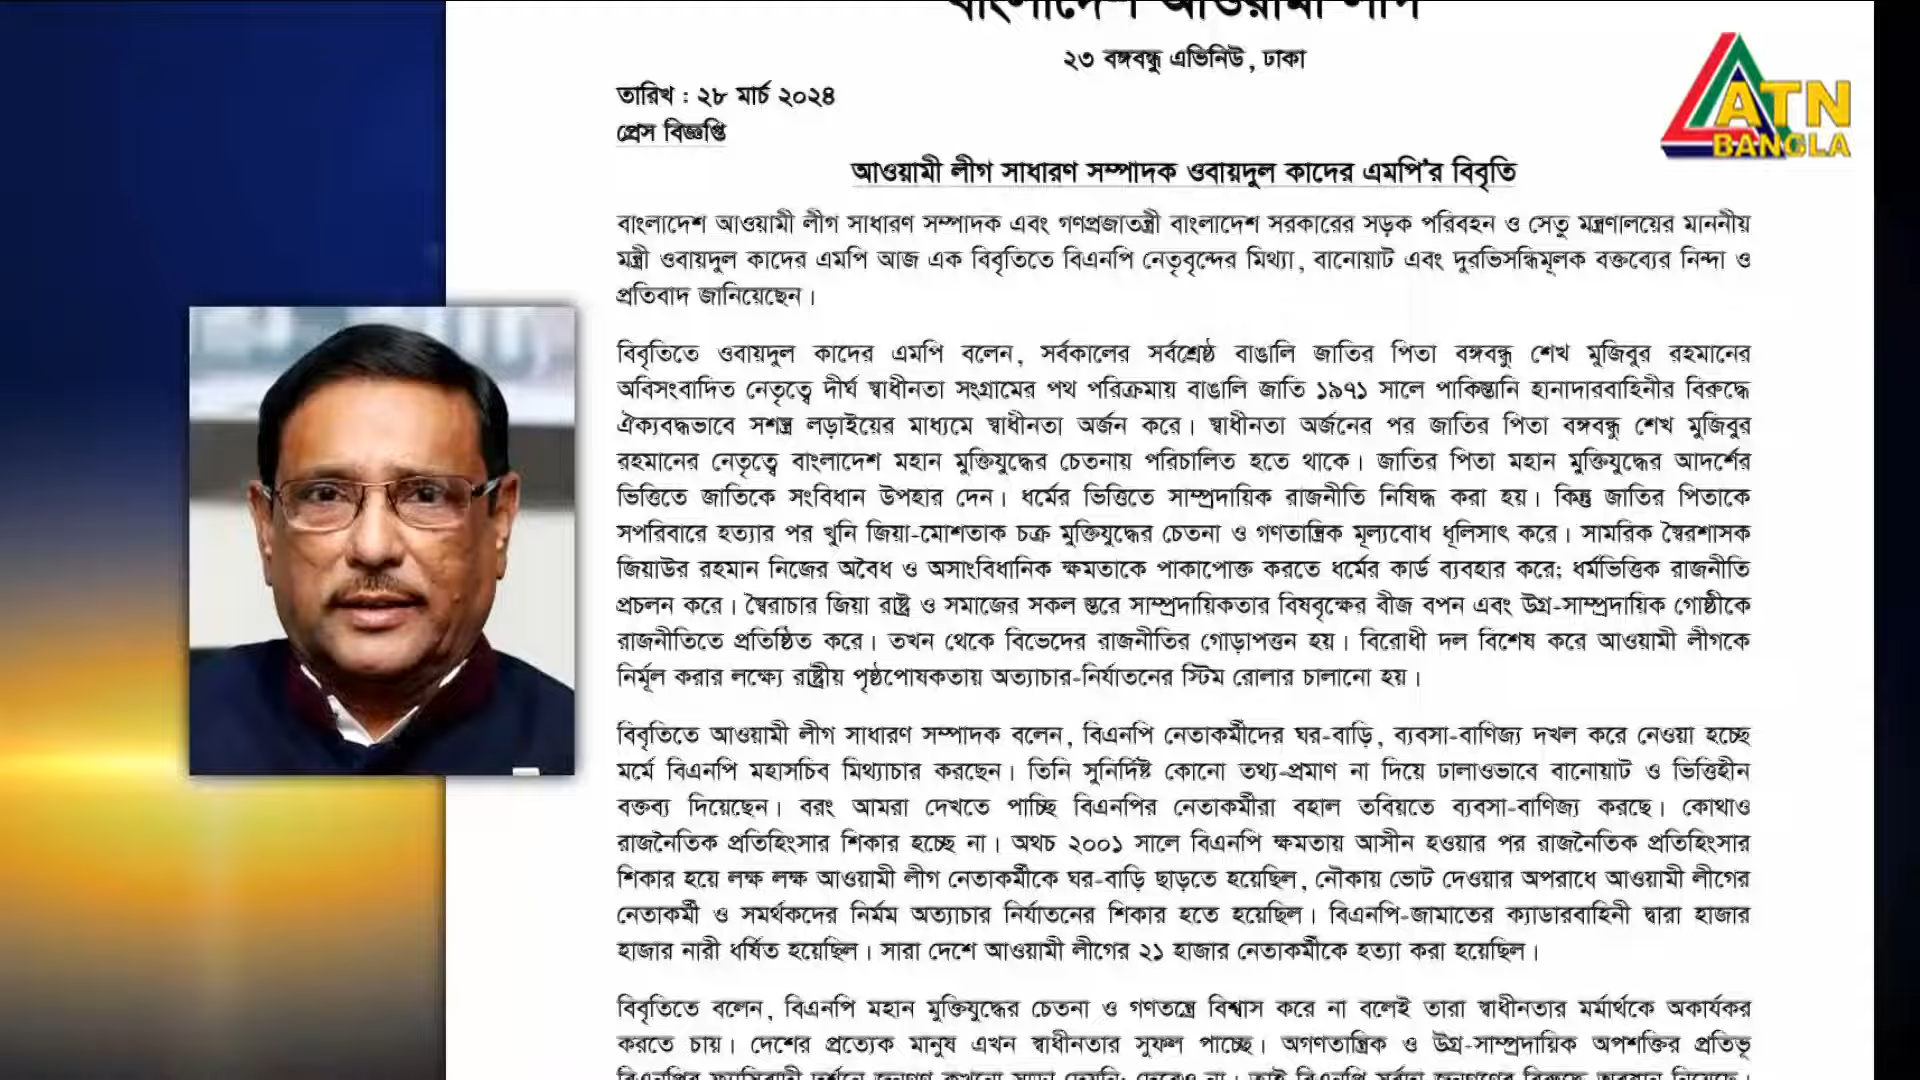 বাংলাদেশ আওয়ামী লীগ
২৩ বঙ্গবন্ধু এভিনিউ, ঢাকা
তারিখ : ২৮ মার্চ ২০২৪
প্রেস বিজ্ঞপ্তি
ATN
BANGLA
আওয়ামী লীগ সাধারণ সম্পাদক ওবায়দুল কাদের এমপি'র বিবৃতি
বাংলাদেশ আওয়ামী লীগ সাধারণ সম্পাদক এবং গণপ্রজাতন্ত্রী বাংলাদেশ সরকারের সড়ক পরিবহন ও সেতু মন্ত্রণালয়ের মাননীয়
মন্ত্রী ওবায়দুল কাদের এমপি আজ এক বিবৃতিতে বিএনপি নেতৃবৃন্দের মিথ্যা, বানোয়াট এবং দুরভিসন্ধিমূলক বক্তব্যের নিন্দা ও
প্রতিবাদ জানিয়েছেন।
বিবৃতিতে ওবায়দুল কাদের এমপি বলেন, সর্বকালের সর্বশ্রেষ্ঠ বাঙালি জাতির পিতা বঙ্গবন্ধু শেখ মুজিবুর রহমানের
অবিসংবাদিত নেতৃত্বে দীর্ঘ স্বাধীনতা সংগ্রামের পথ পরিক্রমায় বাঙালি জাতি ১৯৭১ সালে পাকিস্তানি হানাদারবাহিনীর বিরুদ্ধে
ঐক্যবদ্ধভাবে সশস্ত্র লড়াইয়ের মাধ্যমে স্বাধীনতা অর্জন করে। স্বাধীনতা অর্জনের পর জাতির পিতা বঙ্গবন্ধু শেখ মুজিবুর
রহমানের নেতৃত্বে বাংলাদেশ মহান মুক্তিযুদ্ধের চেতনায় পরিচালিত হতে থাকে। জাতির পিতা মহান মুক্তিযুদ্ধের আদর্শের
ভিত্তিতে জাতিকে সংবিধান উপহার দেন। ধর্মের ভিত্তিতে সাম্প্রদায়িক রাজনীতি নিষিদ্ধ করা হয়। কিন্তু জাতির পিতাকে
সপরিবারে হত্যার পর খুনি জিয়া-মোশতাক চক্র মুক্তিযুদ্ধের চেতনা ও গণতান্ত্রিক মূল্যবোধ ধূলিসাৎ করে। সামরিক স্বৈরশাসক
জিয়াউর রহমান নিজের অবৈধ ও অসাংবিধানিক ক্ষমতাকে পাকাপোক্ত করতে ধর্মের কার্ড ব্যবহার করে; ধর্মভিত্তিক রাজনীতি
প্রচলন করে। স্বৈরাচার জিয়া রাষ্ট্র ও সমাজের সকল স্তরে সাম্প্রদায়িকতার বিষবৃক্ষের বীজ বপন এবং উগ্র-সাম্প্রদায়িক গোষ্ঠীকে
রাজনীতিতে প্রতিষ্ঠিত করে। তখন থেকে বিভেদের রাজনীতির গোড়াপত্তন হয়। বিরোধী দল বিশেষ করে আওয়ামী লীগকে
নির্মূল করার লক্ষ্যে রাষ্ট্রীয় পৃষ্ঠপোষকতায় অত্যাচার-নির্যাতনের স্টিম রোলার চালানো হয়।
বিবৃতিতে আওয়ামী লীগ সাধারণ সম্পাদক বলেন, বিএনপি নেতাকর্মীদের ঘর-বাড়ি, ব্যবসা-বাণিজ্য দখল করে নেওয়া হচ্ছে
মর্মে বিএনপি মহাসচিব মিথ্যাচার করছেন। তিনি সুনির্দিষ্ট কোনো তথ্য-প্রমাণ না দিয়ে ঢালাওভাবে বানোয়াট ও ভিত্তিহীন
বক্তব্য দিয়েছেন। বরং আমরা দেখতে পাচ্ছি বিএনপির নেতাকর্মীরা বহাল তবিয়তে ব্যবসা-বাণিজ্য করছে। কোথাও
রাজনৈতিক প্রতিহিংসার শিকার হচ্ছে না। অথচ ২০০১ সালে বিএনপি ক্ষমতায় আসীন হওয়ার পর রাজনৈতিক প্রতিহিংসার
শিকার হয়ে লক্ষ লক্ষ আওয়ামী লীগ নেতাকর্মীকে ঘর-বাড়ি ছাড়তে হয়েছিল, নৌকায় ভোট দেওয়ার অপরাধে আওয়ামী লীগের
নেতাকর্মী ও সমর্থকদের নির্মম অত্যাচার নির্যাতনের শিকার হতে হয়েছিল। বিএনপি-জামাতের ক্যাডারবাহিনী দ্বারা হাজার
হাজার নারী ধর্ষিত হয়েছিল। সারা দেশে আওয়ামী লীগের ২১ হাজার নেতাকর্মীকে হত্যা করা হয়েছিল।
বিবৃতিতে বলেন, বিএনপি মহান মুক্তিযুদ্ধের চেতনা ও গণতন্ত্রে বিশ্বাস করে না বলেই তারা স্বাধীনতার মর্মার্থকে অকার্যকর
করতে চায়। দেশের প্রত্যেক মানুষ এখন স্বাধীনতার সুফল পাচ্ছে। অগণতান্ত্রিক ও উগ্র-সাম্প্রদায়িক অপশক্তির প্রতিভূ